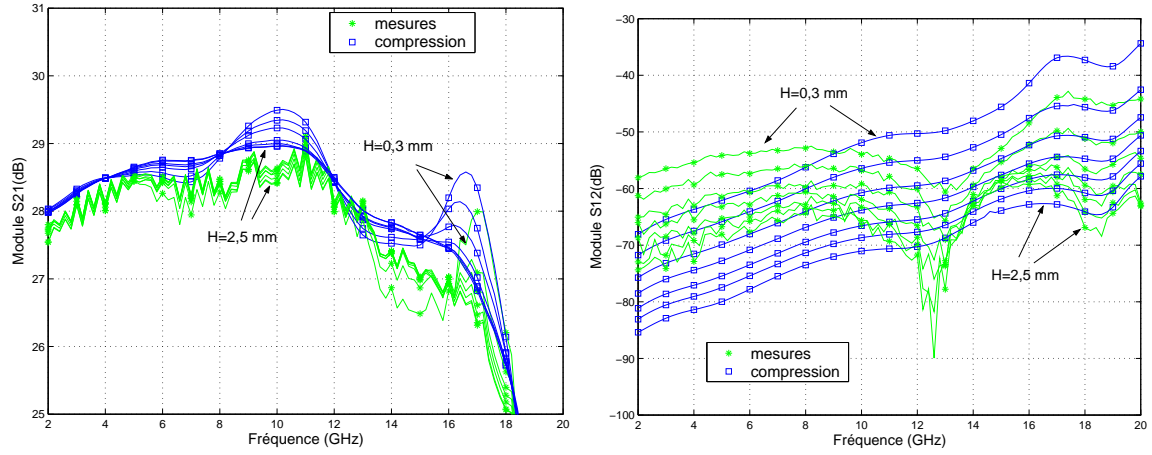 31
30
29
28
27
26
25
Module S21(dB)
mesures
compression
H=0,3 mm
H=2,5 mm
2 4 6 8 10 12 14 16 18 20
Fréquence (GHz)
−30
−40
−50
−60
−70
−80
−90
−100
Module S12(dB)
H=0,3 mm
H=2,5 mm
mesures
compression
2 4 6 8 10 12 14 16 18 20
Fréquence (GHz)